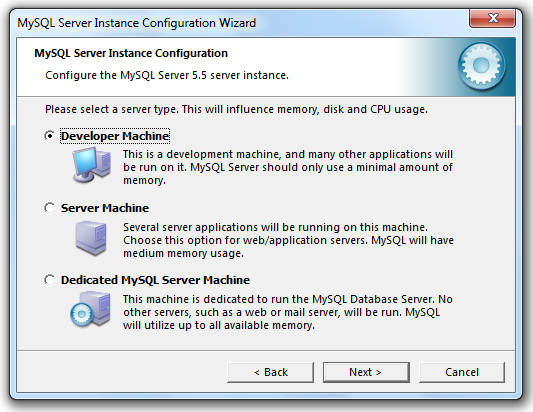 MySQL Server Instance Configuration Wizard
MySQL Server Instance Configuration
Configure the MySQL Server 5.5 server instance.
Please select a server type. This will influence memory, disk and CPU usage.
Developer Machine
This is a development machine, and many other applications will
be run on it. MySQL Server should only use a minimal amount of
memory.
Server Machine
Several server applications will be running on this machine.
Choose this option for web/application servers. MySQL will have
medium memory usage.
Dedicated MySQL Server Machine
This machine is dedicated to run the MySQL Database Server. No
other servers, such as a web or mail server, will be run. MySQL
will utilize up to all available memory.
< Back
Next >
Cancel